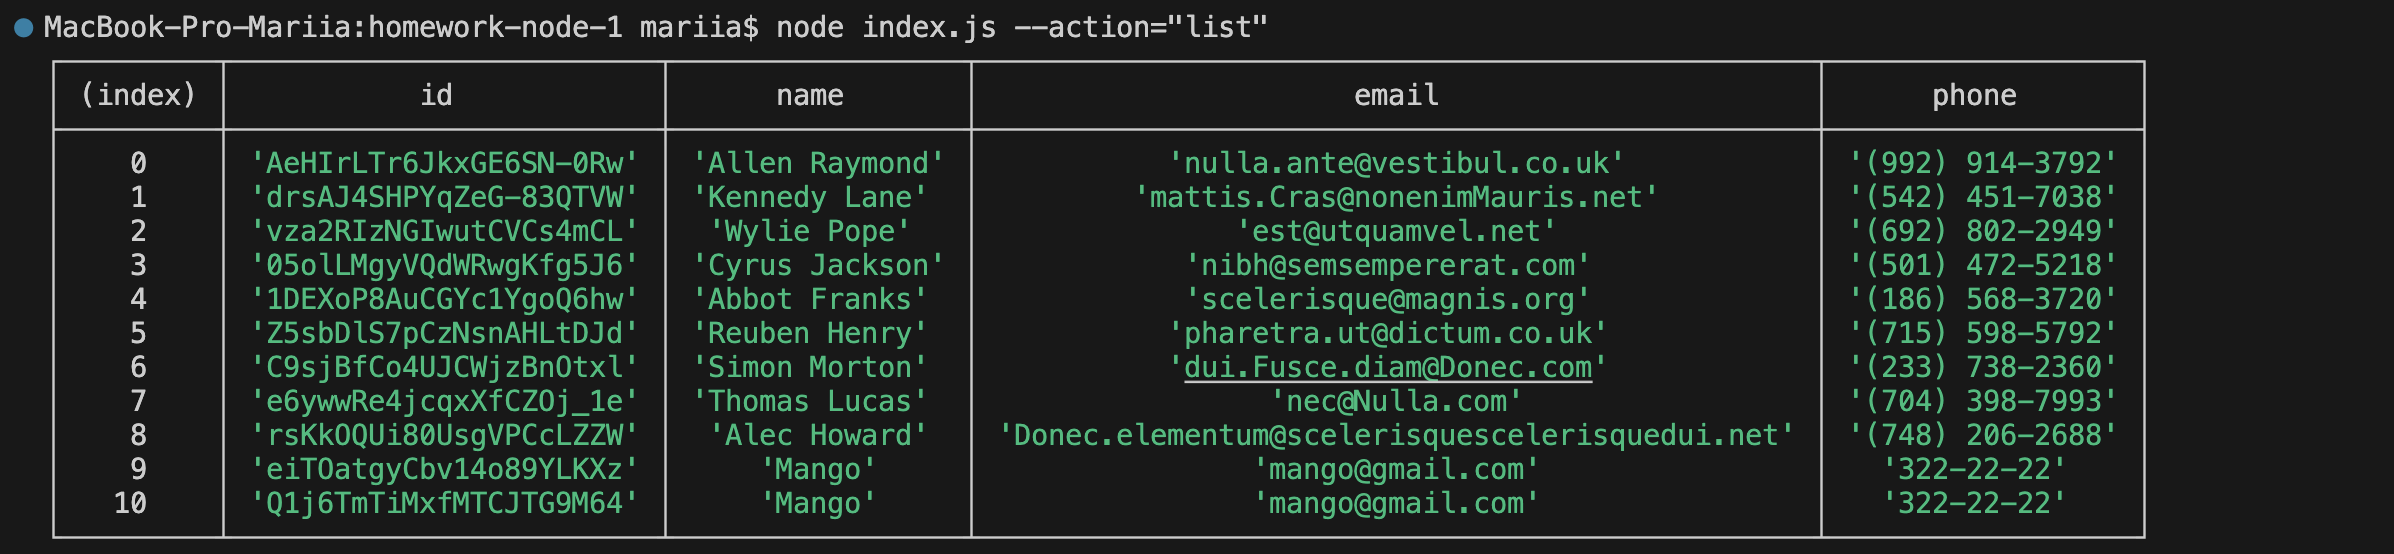 MacBook-Pro-Mariia:homework-node-1 mariia$ node index.js --action="list"
(index) id name email phone
0 'AeHIrLTr6JkxGE6SN-0Rw' 'Allen Raymond' 'nulla.ante@vestibul.co.uk' '(992) 914-3792'
1 'drsAJ4SHPYqZeG-83QTVW' 'Kennedy Lane' 'mattis.Cras@nonenimMauris.net' '(542) 451-7038'
2 'vza2RIzNGIwutCVCs4mCL' 'Wylie Pope' 'est@utquamvel.net' '(692) 802-2949'
3 '05olLMgyVQdWRwgKfg5J6' 'Cyrus Jackson' 'nibh@semsempererat.com' '(501) 472-5218'
4 '1DEXoP8AuCGYc1YgoQ6hw' 'Abbot Franks' 'scelerisque@magnis.org' '(186) 568-3720'
5 'Z5sbDlS7pCzNsnAHLtDJd' 'Reuben Henry' 'pharetra.ut@dictum.co.uk' '(715) 598-5792'
6 'C9sjBfCo4UJCWjzBnOtxl' 'Simon Morton' 'dui.Fusce.diam@Donec.com' '(233) 738-2360'
7 'e6ywwRe4jcqxXfCZOj_1e' 'Thomas Lucas' 'nec@Nulla.com' '(704) 398-7993'
8 'rsKkOQUi80UsgVPCcLZZW' 'Alec Howard' 'Donec.elementum@scelerisquescelerisquedui.net' '(748) 206-2688'
9 'eiTOatgyCbv14o89YLKXz' 'Mango' 'mango@gmail.com' '322-22-22'
10 'Q1j6TmTiMxfMTCJTG9M64' 'Mango' 'mango@gmail.com' '322-22-22'